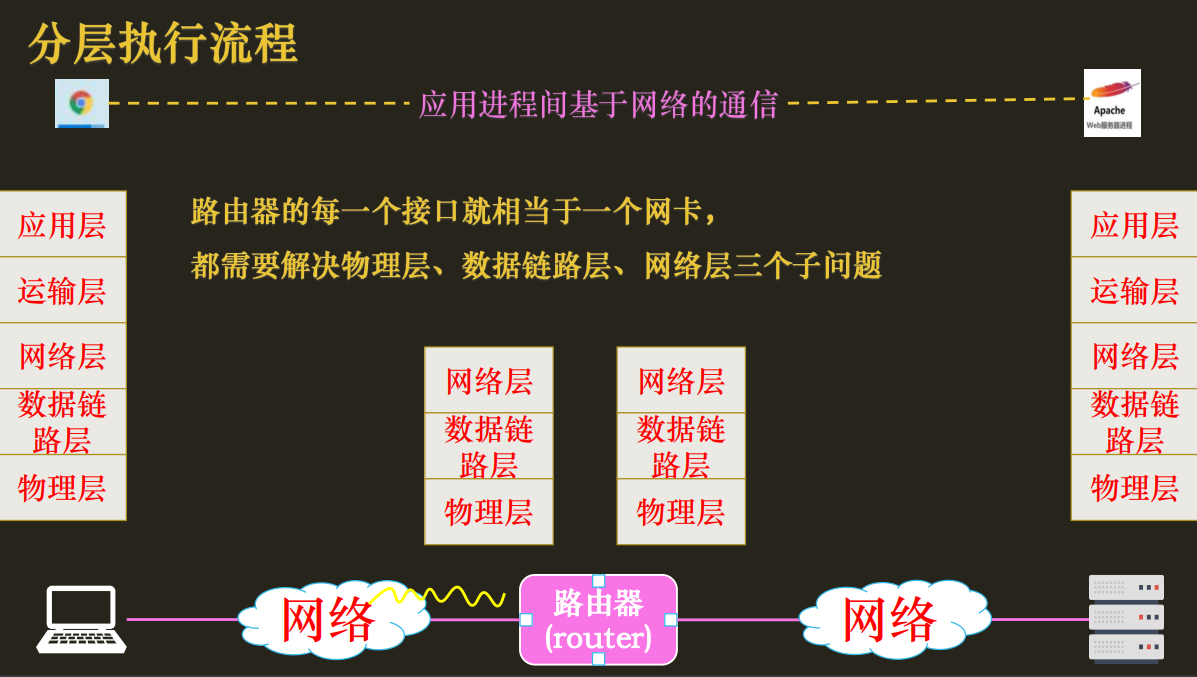 分层执行流程
应用进程间基于网络的通信
Apache
Web服务器进程
路由器的每一个接口就相当于一个网卡，
都需要解决物理层、数据链路层、网络层三个子问题
应用层
运输层
网络层
数据链
路层
物理层
网络层
数据链
路层
物理层
网络层
数据链
路层
物理层
应用层
运输层
网络层
数据链
路层
物理层
网络
路由器
(router)
网络